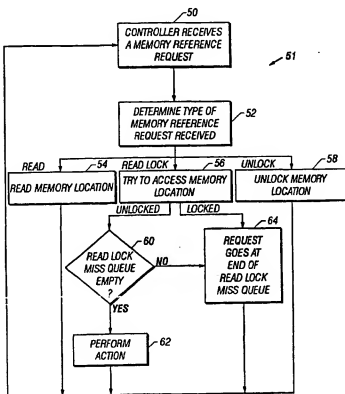 50
CONTROLLER RECEIVES
A MEMORY REFERENCE
REQUEST
51
52
DETERMINE TYPE OF
MEMORY REFERENCE
REQUEST RECEIVED
READ
54
READ LOCK
56
UNLOCK
58
READ MEMORY LOCATION
TRY TO ACCESS MEMORY
LOCATION
UNLOCK MEMORY
LOCATION
UNLOCKED
LOCKED
60
64
READ LOCK
MISS QUEUE
EMPTY
?
NO
REQUEST
GOES AT
END OF
READ LOCK
MISS QUEUE
YES
PERFORM
ACTION
62